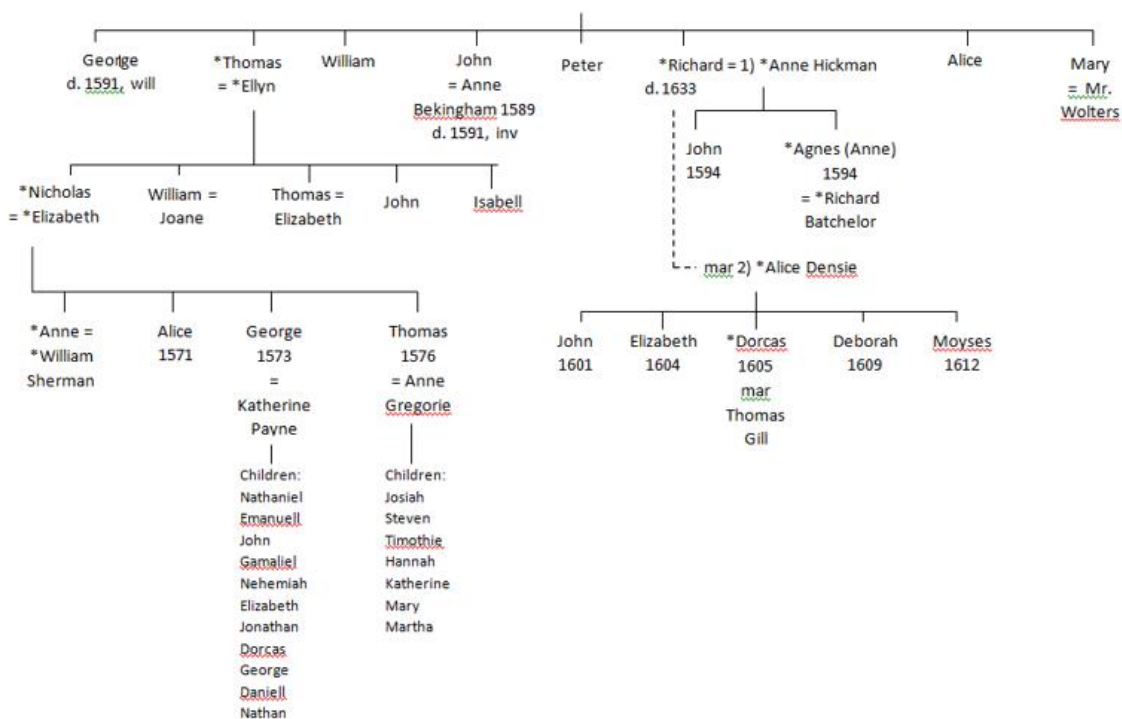 George
d. 1591, will
*Thomas
= *Ellyn
William
John
= Anne
Bekingham 1589
d. 1591, inv
Peter
*Richard = 1) *Anne Hickman
d. 1633
Alice
Mary
= Mr.
Wolters
John
1594
*Agnes (Anne)
1594
= *Richard
Batchelor
*Nicholas
= *Elizabeth
William =
Joane
Thomas =
Elizabeth
John
Isabell
mar 2) *Alice Densie
*Anne =
*William
Sherman
Alice
1571
George
1573
=
Katherine
Payne
Thomas
1576
= Anne
Gregorie
John
1601
Elizabeth
1604
*Dorcas
1605
mar
Thomas
Gill
Deborah
1609
Moyses
1612
Children:
Nathaniel
Emanuell
John
Gamaliel
Nehemiah
Elizabeth
Jonathan
Dorcas
George
Daniell
Nathan
Children:
Josiah
Steven
Timothie
Hannah
Katherine
Mary
Martha